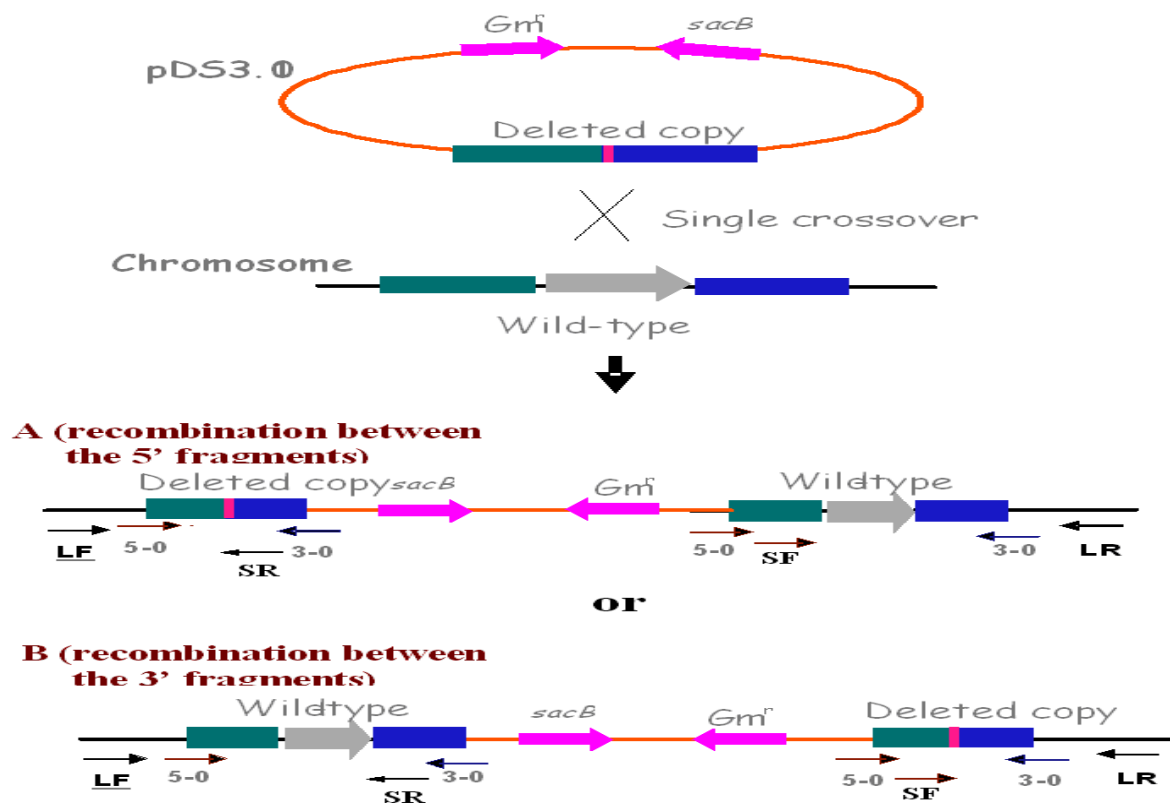 Gmʳ
sacB
pDS3.0
Deleted copy
Single crossover
Chromosome
Wild-type
A (recombination between
the 5’ fragments)
Deleted copy sacB Gmʳ Wildtype
LF 5-0 SR 3-0 5-0 SF 3-0 LR
or
B (recombination between
the 3’ fragments)
Wildtype sacB Gmʳ Deleted copy
LF 5-0 SR 3-0 5-0 SF 3-0 LR